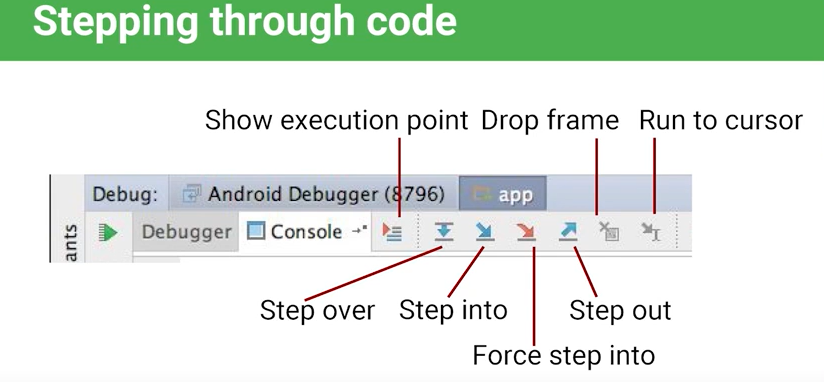 Stepping through code
Show execution point Drop frame Run to cursor
Debug: Android Debugger (8796) app
ants
Debugger Console
Step over Step into Step out
Force step into